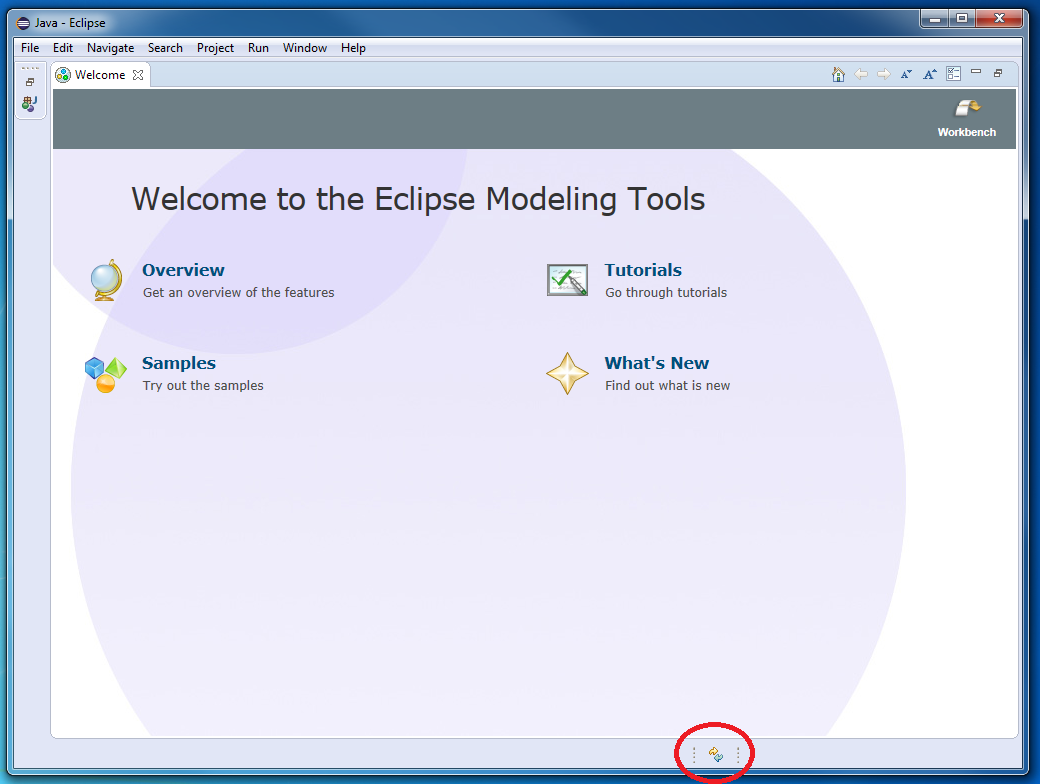 Java - Eclipse
File Edit Navigate Search Project Run Window Help
Welcome
Workbench
Welcome to the Eclipse Modeling Tools
Overview
Get an overview of the features
Tutorials
Go through tutorials
Samples
Try out the samples
What's New
Find out what is new